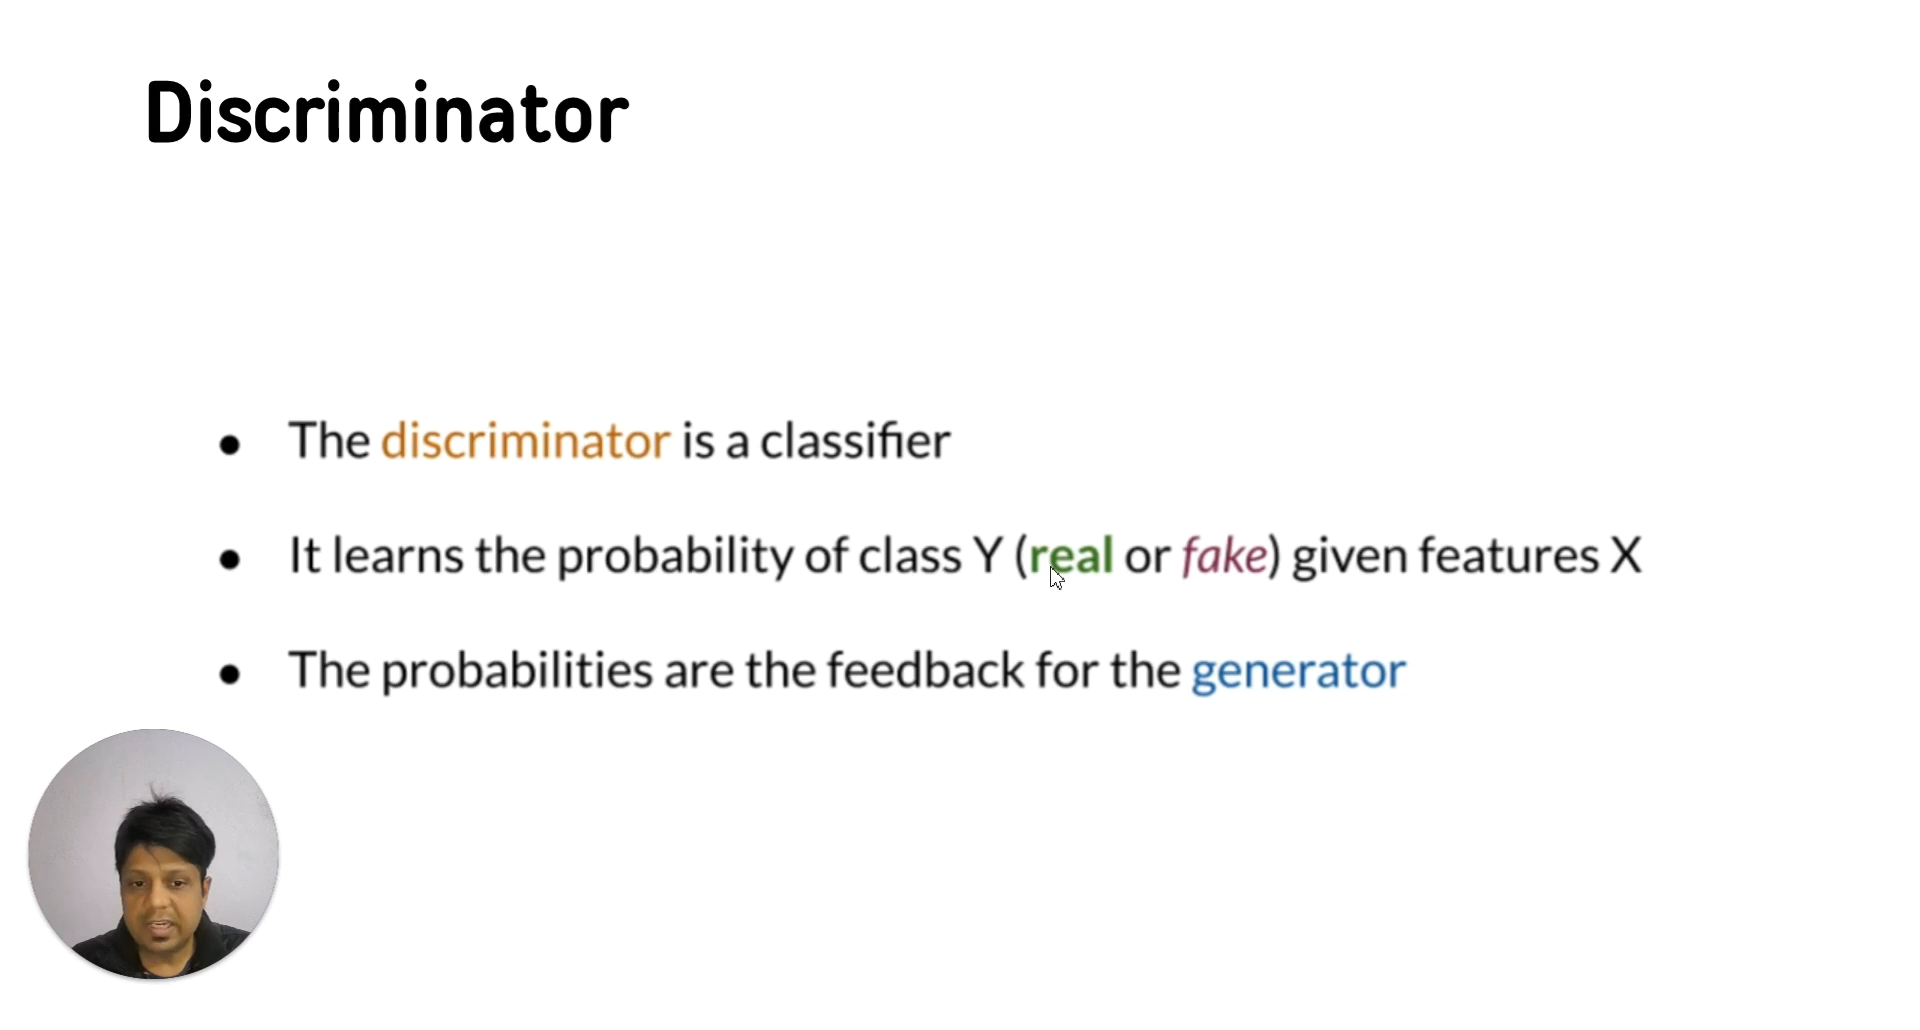 Discriminator
● The discriminator is a classifier
● It learns the probability of class Y (real or fake) given features X
● The probabilities are the feedback for the generator